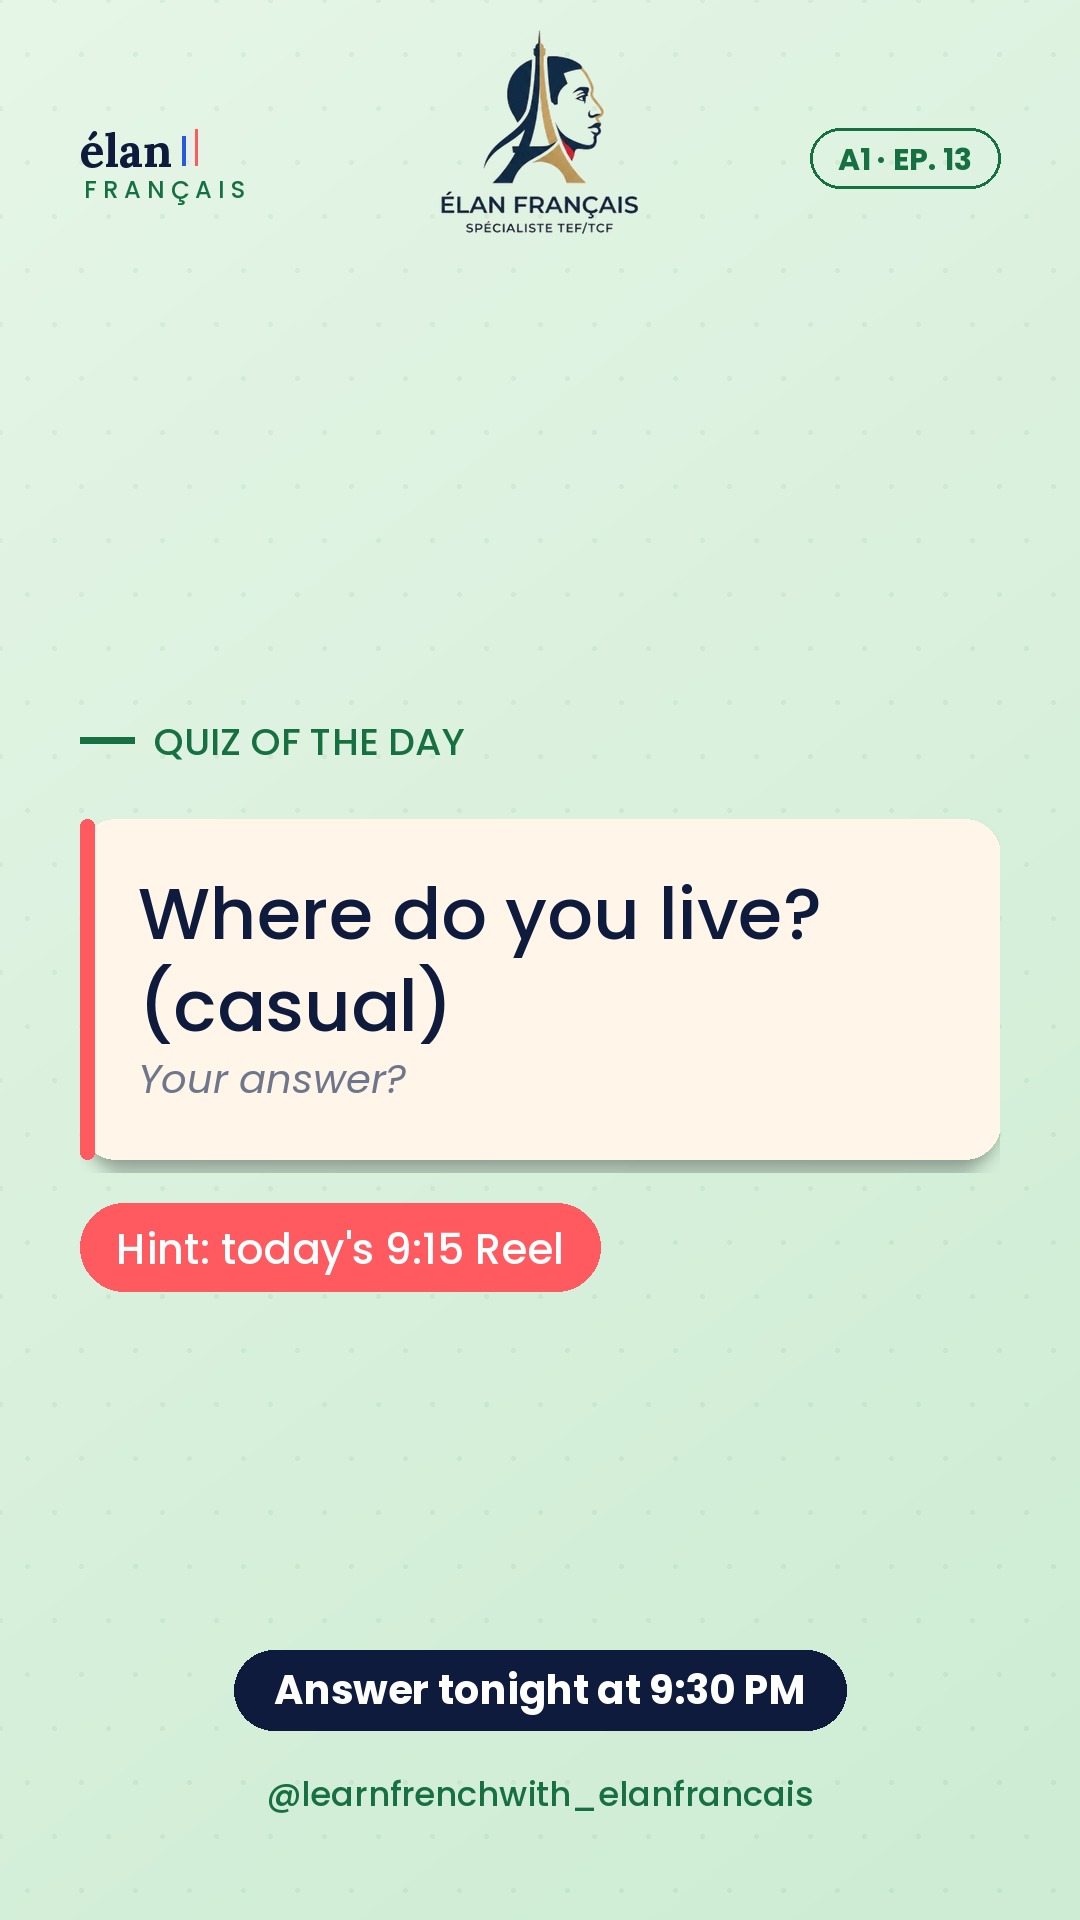 élan
FRANÇAIS
ÉLAN FRANÇAIS
SPÉCIALISTE TEF/TCF
A1 · EP. 13
QUIZ OF THE DAY
Where do you live?
(casual)
Your answer?
Hint: today's 9:15 Reel
Answer tonight at 9:30 PM
@learnfrenchwith_elanfrancais